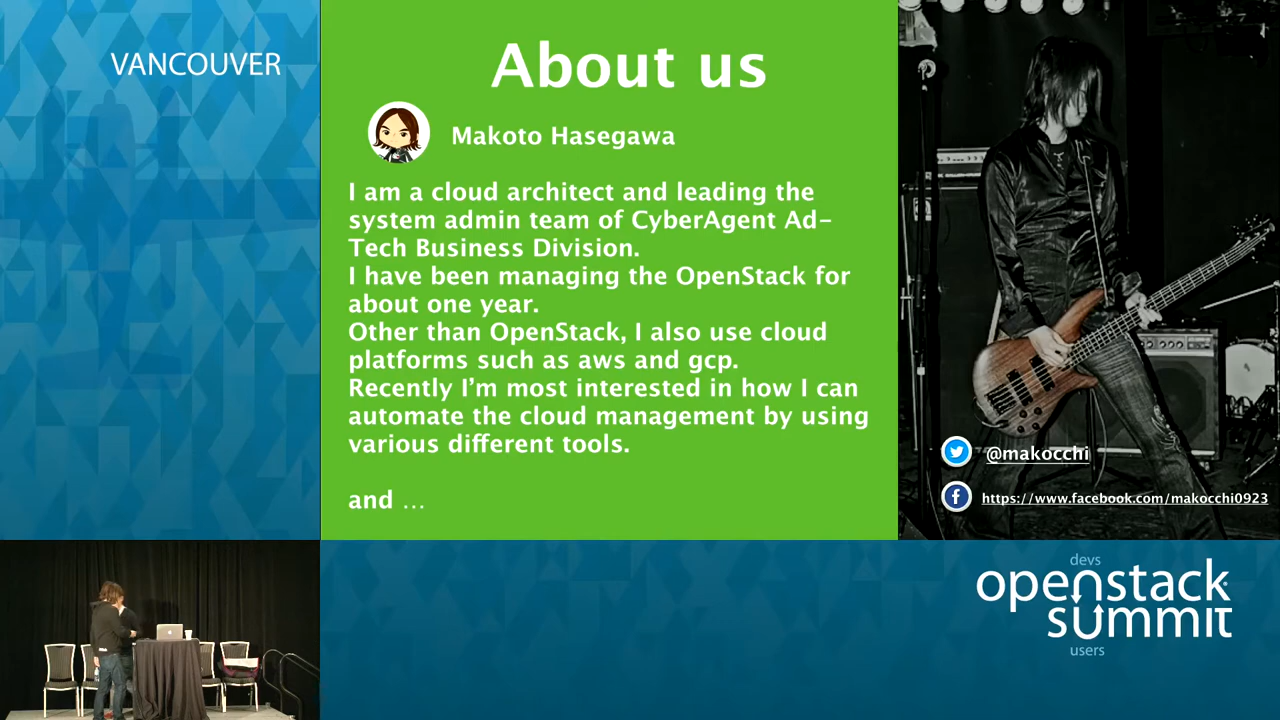 VANCOUVER
About us
Makoto Hasegawa
I am a cloud architect and leading the
system admin team of CyberAgent Ad-
Tech Business Division.
I have been managing the OpenStack for
about one year.
Other than OpenStack, I also use cloud
platforms such as aws and gcp.
Recently I’m most interested in how I can
automate the cloud management by using
various different tools.
and …
@makocchi
https://www.facebook.com/makocchi0923
devs
openstack
summit
users